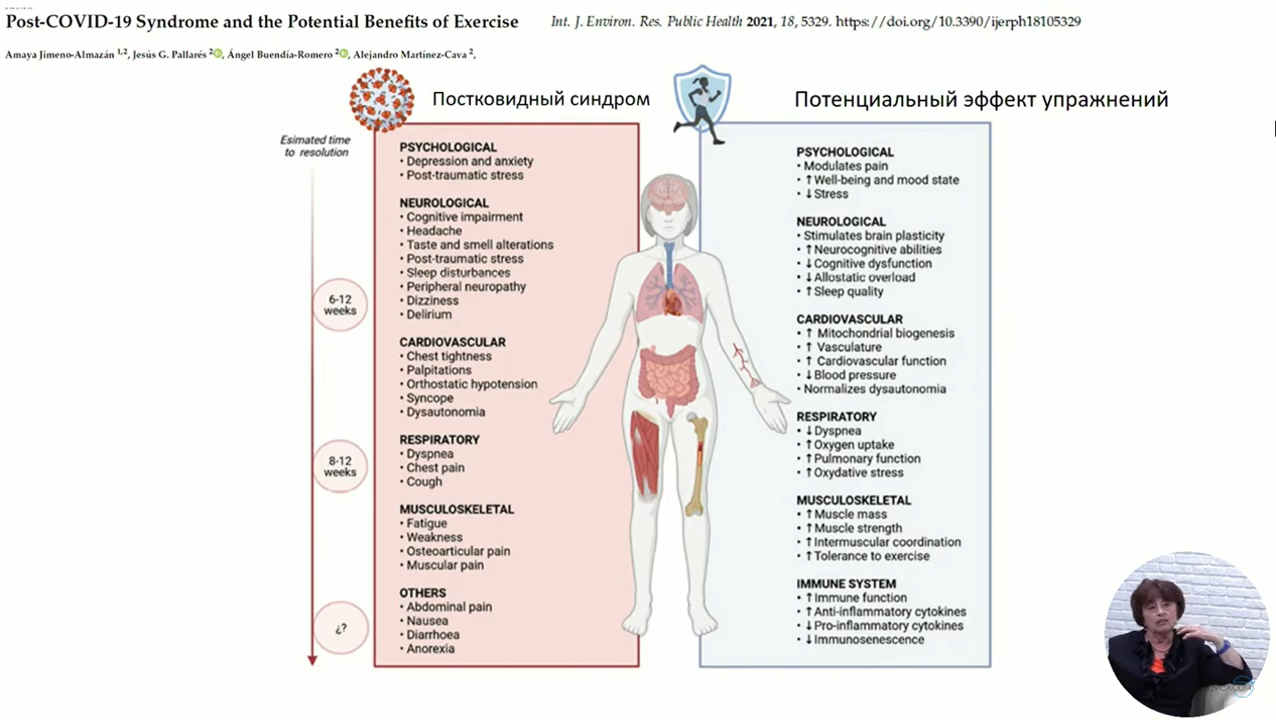 Post-COVID-19 Syndrome and the Potential Benefits of Exercise
Int. J. Environ. Res. Public Health 2021, 18, 5329. https://doi.org/10.3390/ijerph18105329
Amaya Jimeno-Almazán 1,2, Jesús G. Pallarés 2, Ángel Buendía-Romero 2, Alejandro Martínez-Cava 2,
Постковидный синдром
Esimated time
to resolution
6-12
weeks
8-12
weeks
¿?
PSYCHOLOGICAL
• Depression and anxiety
• Post-traumatic stress
NEUROLOGICAL
• Cognitive impairment
• Headache
• Taste and smell alterations
• Post-traumatic stress
• Sleep disturbances
• Peripheral neuropathy
• Dizziness
• Delirium
CARDIOVASCULAR
• Chest tightness
• Palpitations
• Orthostatic hypotension
• Syncope
• Dysautonomia
RESPIRATORY
• Dyspnea
• Chest pain
• Cough
MUSCULOSKELETAL
• Fatigue
• Weakness
• Osteoarticular pain
• Muscular pain
OTHERS
• Abdominal pain
• Nausea
• Diarrhoea
• Anorexia
Потенциальный эффект упражнений
PSYCHOLOGICAL
• Modulates pain
• ↑Well-being and mood state
• ↓Stress
NEUROLOGICAL
• Stimulates brain plasticity
• ↑Neurocognitive abilities
• ↓Cognitive dysfunction
• ↓Allostatic overload
• ↑Sleep quality
CARDIOVASCULAR
• ↑ Mitochondrial biogenesis
• ↑ Vasculature
• ↑ Cardiovascular function
• ↓Blood pressure
• Normalizes dysautonomia
RESPIRATORY
• ↓Dyspnea
• ↑Oxygen uptake
• ↑Pulmonary function
• ↑Oxydative stress
MUSCULOSKELETAL
• ↑Muscle mass
• ↑Muscle strength
• ↑Intermuscular coordination
• ↑Tolerance to exercise
IMMUNE SYSTEM
• ↑Immune function
• ↑Anti-inflammatory cytokines
• ↓Pro-inflammatory cytokines
• ↓Immunosenescence